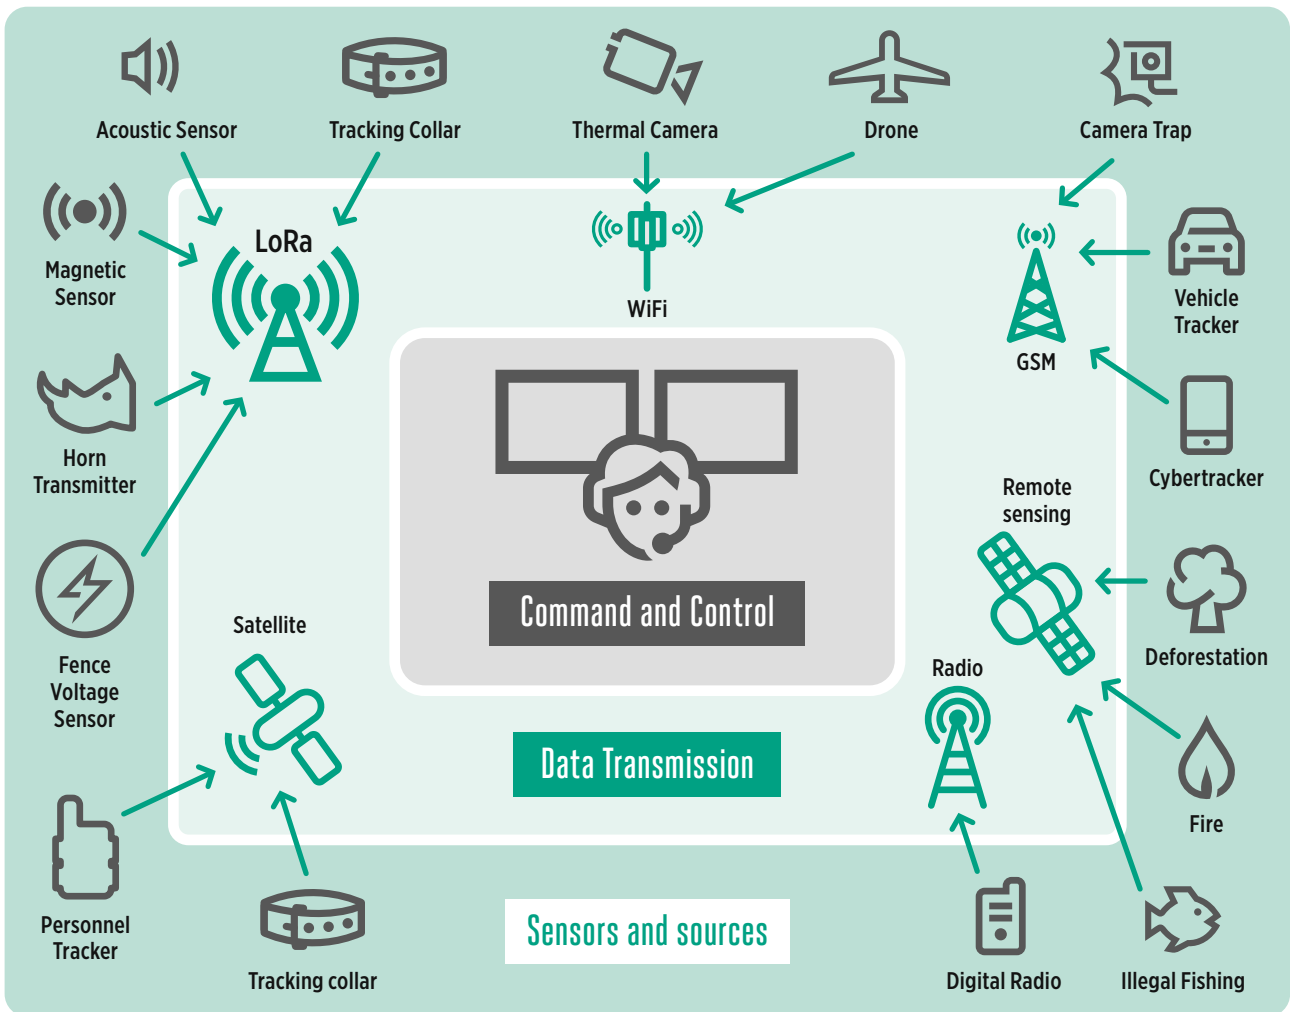 Acoustic Sensor
Tracking Collar
Thermal Camera
Drone
Camera Trap
Magnetic
Sensor
LoRa
WiFi
GSM
Vehicle
Tracker
Horn
Transmitter
Cybertracker
Remote
sensing
Command and Control
Fence
Voltage
Sensor
Satellite
Radio
Deforestation
Data Transmission
Fire
Personnel
Tracker
Tracking collar
Sensors and sources
Digital Radio
Illegal Fishing